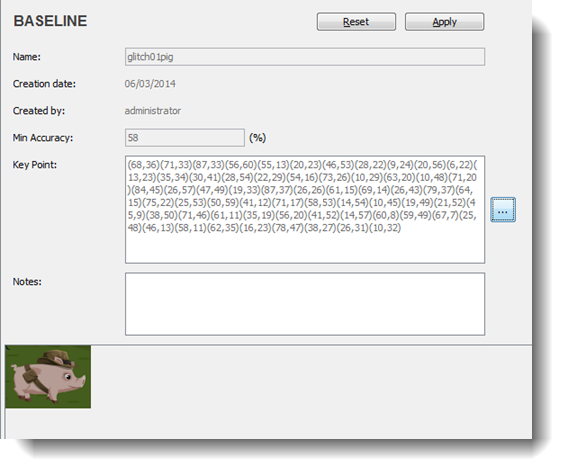 BASELINE
Reset
Apply
Name:
glitch01pig
Creation date:
06/03/2014
Created by:
administrator
Min Accuracy:
58
(%)
Key Point:
(68,36)(71,33)(87,33)(56,60)(55,13)(20,23)(46,53)(28,22)(9,24)(20,56)(6,22)(
13,23)(35,34)(30,41)(28,54)(22,29)(54,16)(73,26)(10,29)(63,20)(10,48)(71,20
)(84,45)(26,57)(47,49)(19,33)(87,37)(26,26)(61,15)(69,14)(26,43)(79,37)(64,
15)(75,22)(25,53)(50,59)(41,12)(71,17)(58,53)(14,54)(10,45)(19,49)(21,52)(4
5,9)(38,50)(71,46)(61,11)(35,19)(56,20)(41,52)(14,57)(60,8)(59,49)(67,7)(25,
48)(46,13)(58,11)(62,35)(16,23)(78,47)(38,27)(26,31)(10,32)
...
Notes: